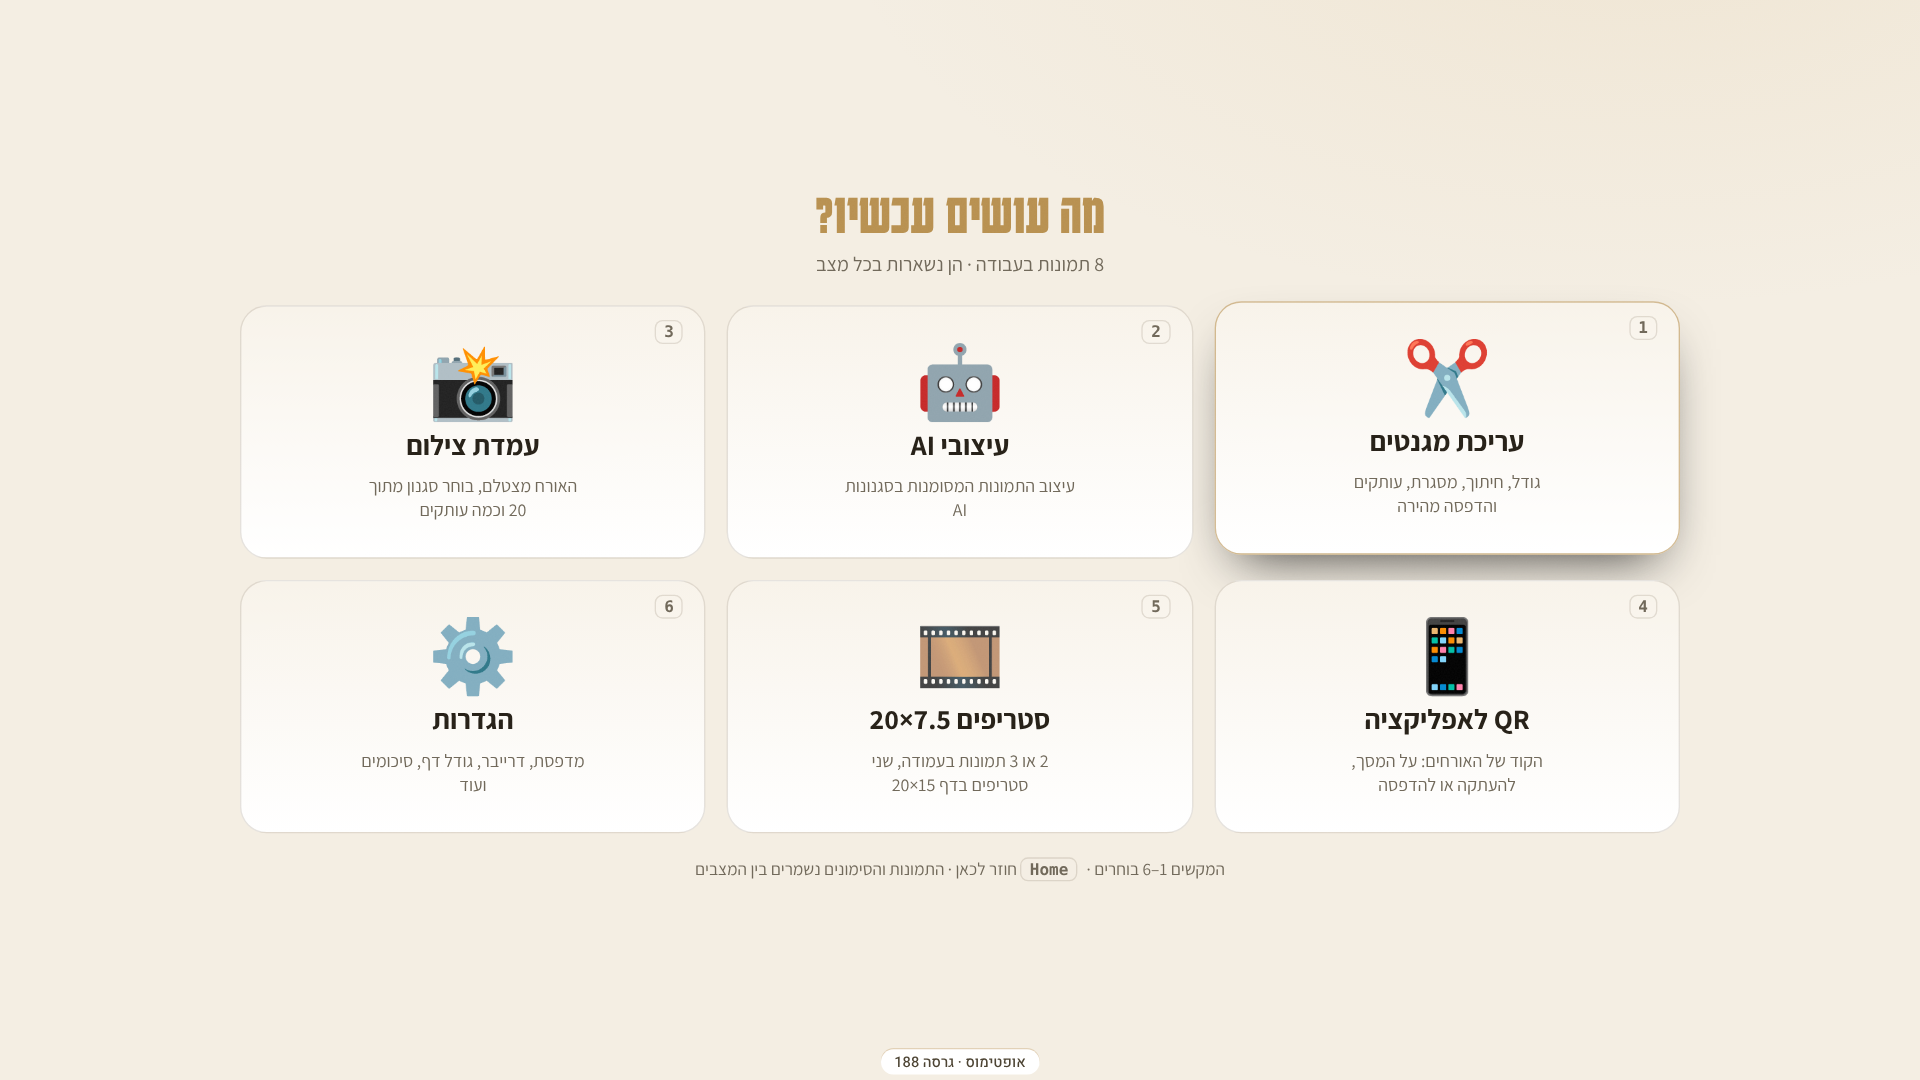 מה עושים עכשיו?
8 תמונות בעבודה · הן נשארות בכל מצב
1
עריכת מגנטים
גודל, חיתוך, מסגרת, עותקים
והדפסה מהירה
2
עיצובי AI
עיצוב התמונות המסומנות בסגנונות
AI
3
עמדת צילום
האורח מצטלם, בוחר סגנון מתוך
20 וכמה עותקים
4
QR לאפליקציה
הקוד של האורחים: על המסך,
להעתקה או להדפסה
5
סטריפים 7.5×20
2 או 3 תמונות בעמודה, שני
סטריפים בדף 15×20
6
הגדרות
מדפסת, דרייבר, גודל דף, סיכומים
ועוד
המקשים 1–6 בוחרים · Home חוזר לכאן · התמונות והסימונים נשמרים בין המצבים
אופטימוס · גרסה 188